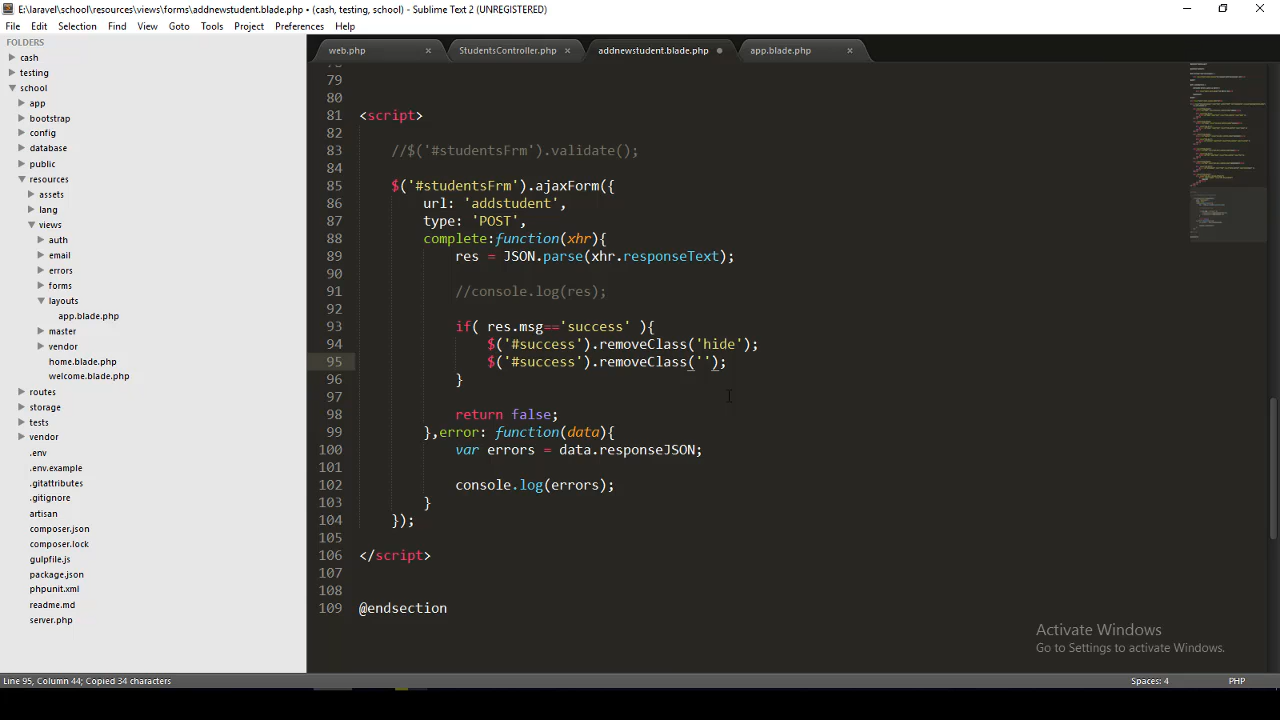 E:\laravel\school\resources\views\forms\addnewstudent.blade.php • (cash, testing, school) - Sublime Text 2 (UNREGISTERED)
File Edit Selection Find View Goto Tools Project Preferences Help
FOLDERS
cash
testing
school
app
bootstrap
config
database
public
resources
assets
lang
views
auth
email
errors
forms
layouts
app.blade.php
master
vendor
home.blade.php
welcome.blade.php
routes
storage
tests
vendor
.env
.env.example
.gitattributes
.gitignore
artisan
composer.json
composer.lock
gulpfile.js
package.json
phpunit.xml
readme.md
server.php
web.php × StudentsController.php × addnewstudent.blade.php • app.blade.php ×
79
80
81 <script>
82
83 //$('#studentsFrm').validate();
84
85 $('#studentsFrm').ajaxForm({
86 url: 'addstudent',
87 type: 'POST',
88 complete:function(xhr){
89 res = JSON.parse(xhr.responseText);
90
91 //console.log(res);
92
93 if( res.msg=='success' ){
94 $('#success').removeClass('hide');
95 $('#success').removeClass('');
96 }
97
98 return false;
99 },error: function(data){
100 var errors = data.responseJSON;
101
102 console.log(errors);
103 }
104 });
105
106 </script>
107
108
109 @endsection
Activate Windows
Go to Settings to activate Windows.
Line 95, Column 44; Copied 34 characters Spaces: 4 PHP